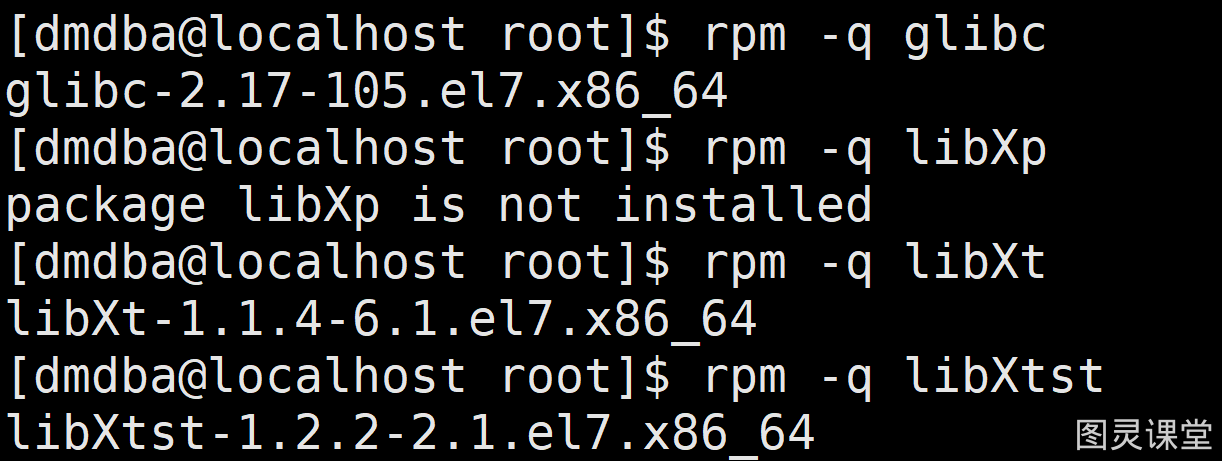 [dmdba@localhost root]$ rpm -q glibc
glibc-2.17-105.el7.x86_64
[dmdba@localhost root]$ rpm -q libXp
package libXp is not installed
[dmdba@localhost root]$ rpm -q libXt
libXt-1.1.4-6.1.el7.x86_64
[dmdba@localhost root]$ rpm -q libXtst
libXtst-1.2.2-2.1.el7.x86_64
图灵课堂